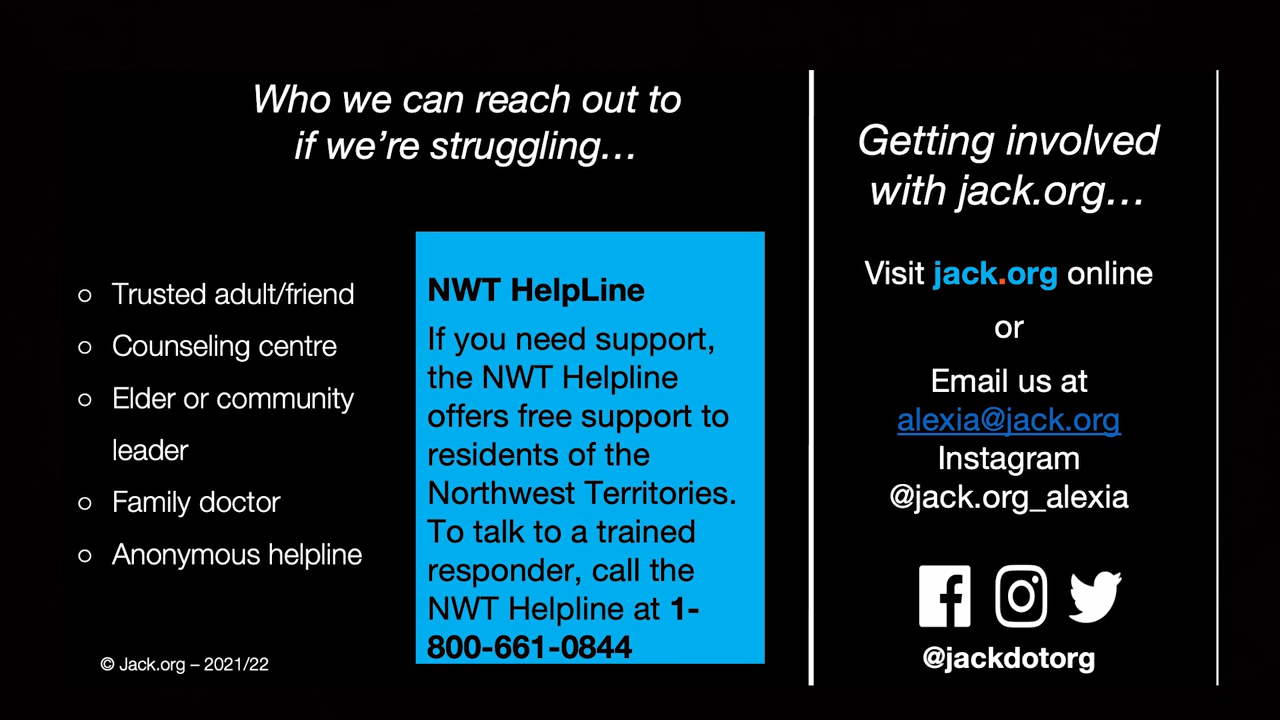 Who we can reach out to
if we're struggling…
○ Trusted adult/friend
○ Counseling centre
○ Elder or community
leader
○ Family doctor
○ Anonymous helpline
© Jack.org – 2021/22
NWT HelpLine
If you need support,
the NWT Helpline
offers free support to
residents of the
Northwest Territories.
To talk to a trained
responder, call the
NWT Helpline at 1-
800-661-0844
Getting involved
with jack.org…
Visit jack.org online
or
Email us at
alexia@jack.org
Instagram
@jack.org_alexia
@jackdotorg